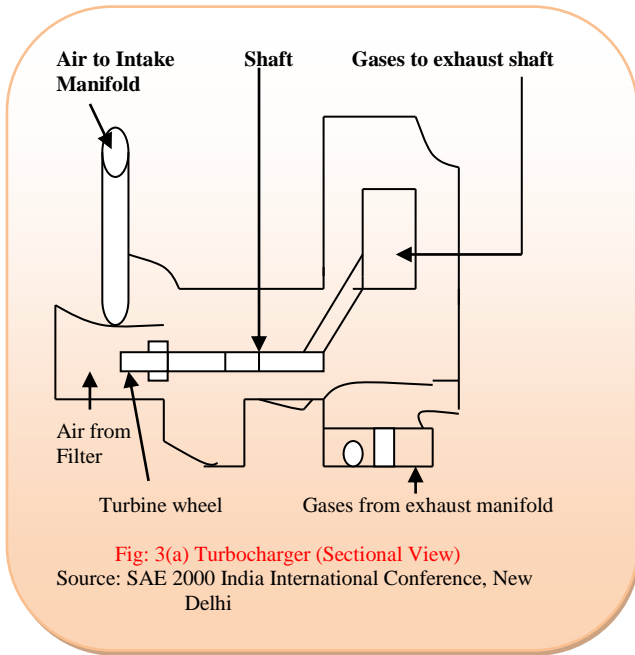 Air to Intake
Manifold
Shaft
Gases to exhaust shaft
Air from
Filter
Turbine wheel
Gases from exhaust manifold
Fig: 3(a) Turbocharger (Sectional View)
Source: SAE 2000 India International Conference, New
Delhi